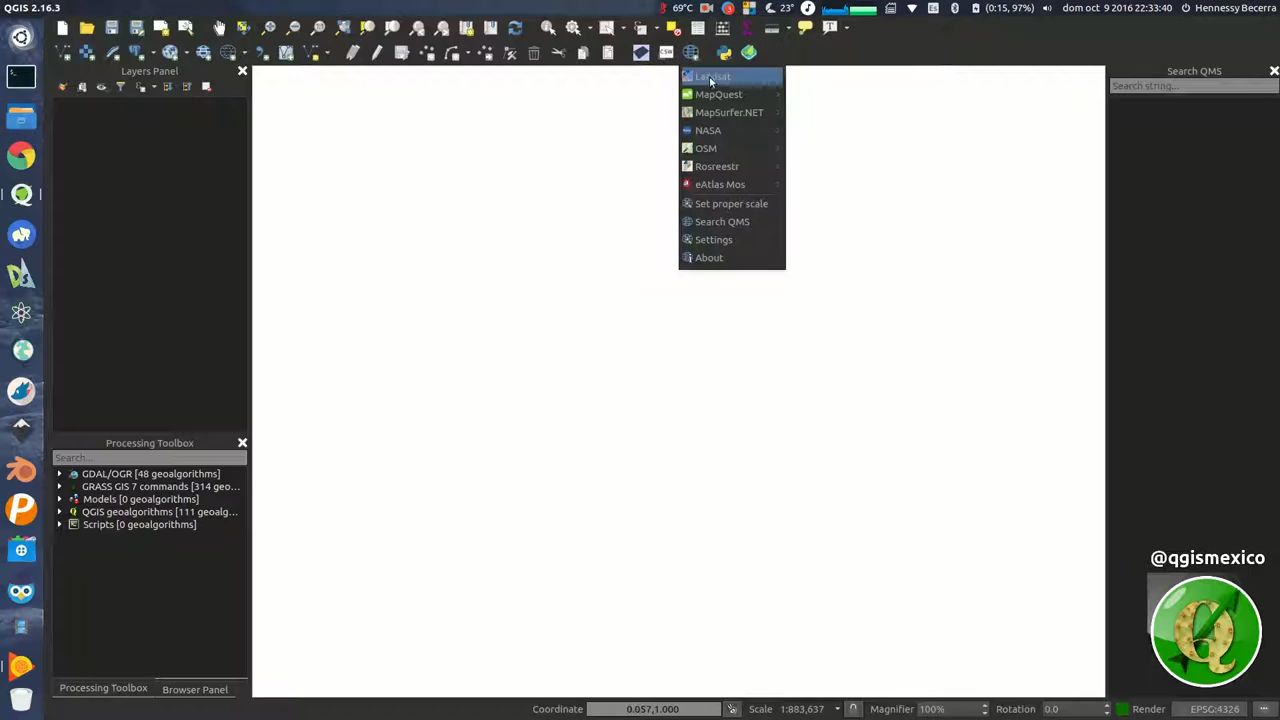 QGIS 2.16.3
69°C
3
23°
Es
(0:15, 97%)
dom oct 9 2016 22:33:40
Hennessy Becerra
CSW
Layers Panel
Search QMS
Search string...
Landsat
MapQuest
MapSurfer.NET
NASA
OSM
Rosreestr
eAtlas Mos
Set proper scale
Search QMS
Settings
About
Processing Toolbox
Search...
GDAL/OGR [48 geoalgorithms]
GRASS GIS 7 commands [314 geo...
Models [0 geoalgorithms]
QGIS geoalgorithms [111 geoalg...
Scripts [0 geoalgorithms]
@qgismexico
Processing Toolbox
Browser Panel
Coordinate
0.057,1.000
Scale
1:883,637
Magnifier
100%
Rotation
0.0
Render
EPSG:4326